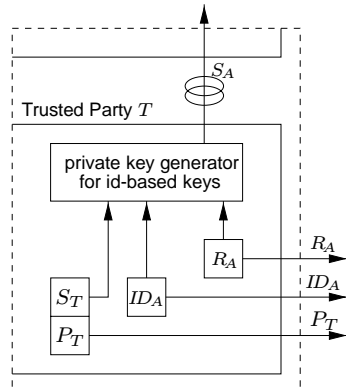 S_A
Trusted Party T
private key generator
for id-based keys
R_A
R_A
S_T
ID_A
ID_A
P_T
P_T